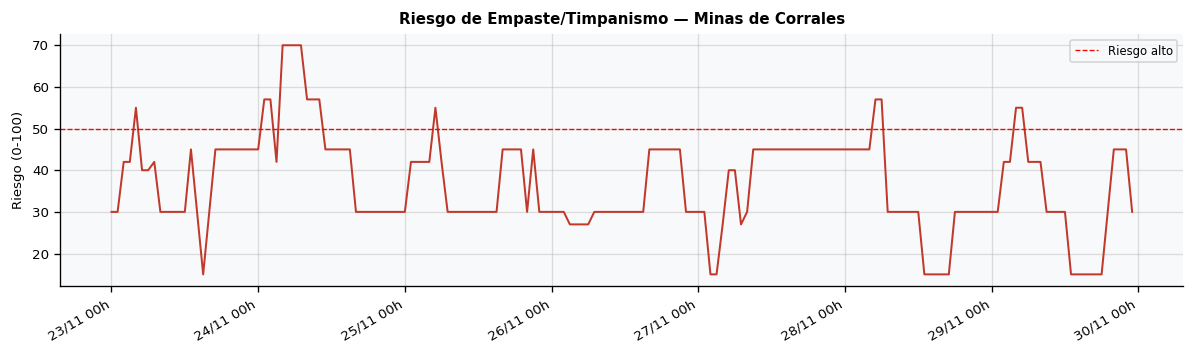 Riesgo de Empaste/Timpanismo — Minas de Corrales
Riesgo alto
Riesgo (0-100)
70
60
50
40
30
20
23/11 00h
24/11 00h
25/11 00h
26/11 00h
27/11 00h
28/11 00h
29/11 00h
30/11 00h